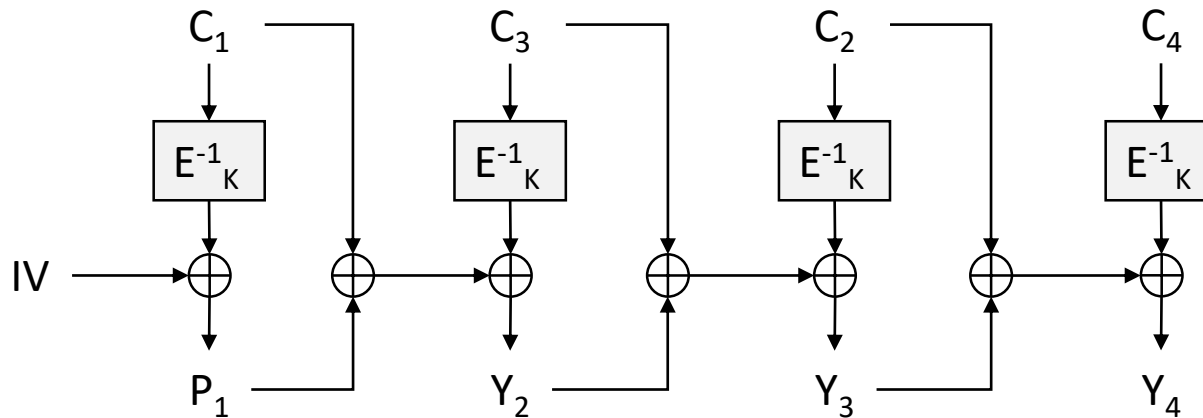 C₁ C₃ C₂ C₄
E⁻¹K E⁻¹K E⁻¹K E⁻¹K
IV
P₁ Y₂ Y₃ Y₄